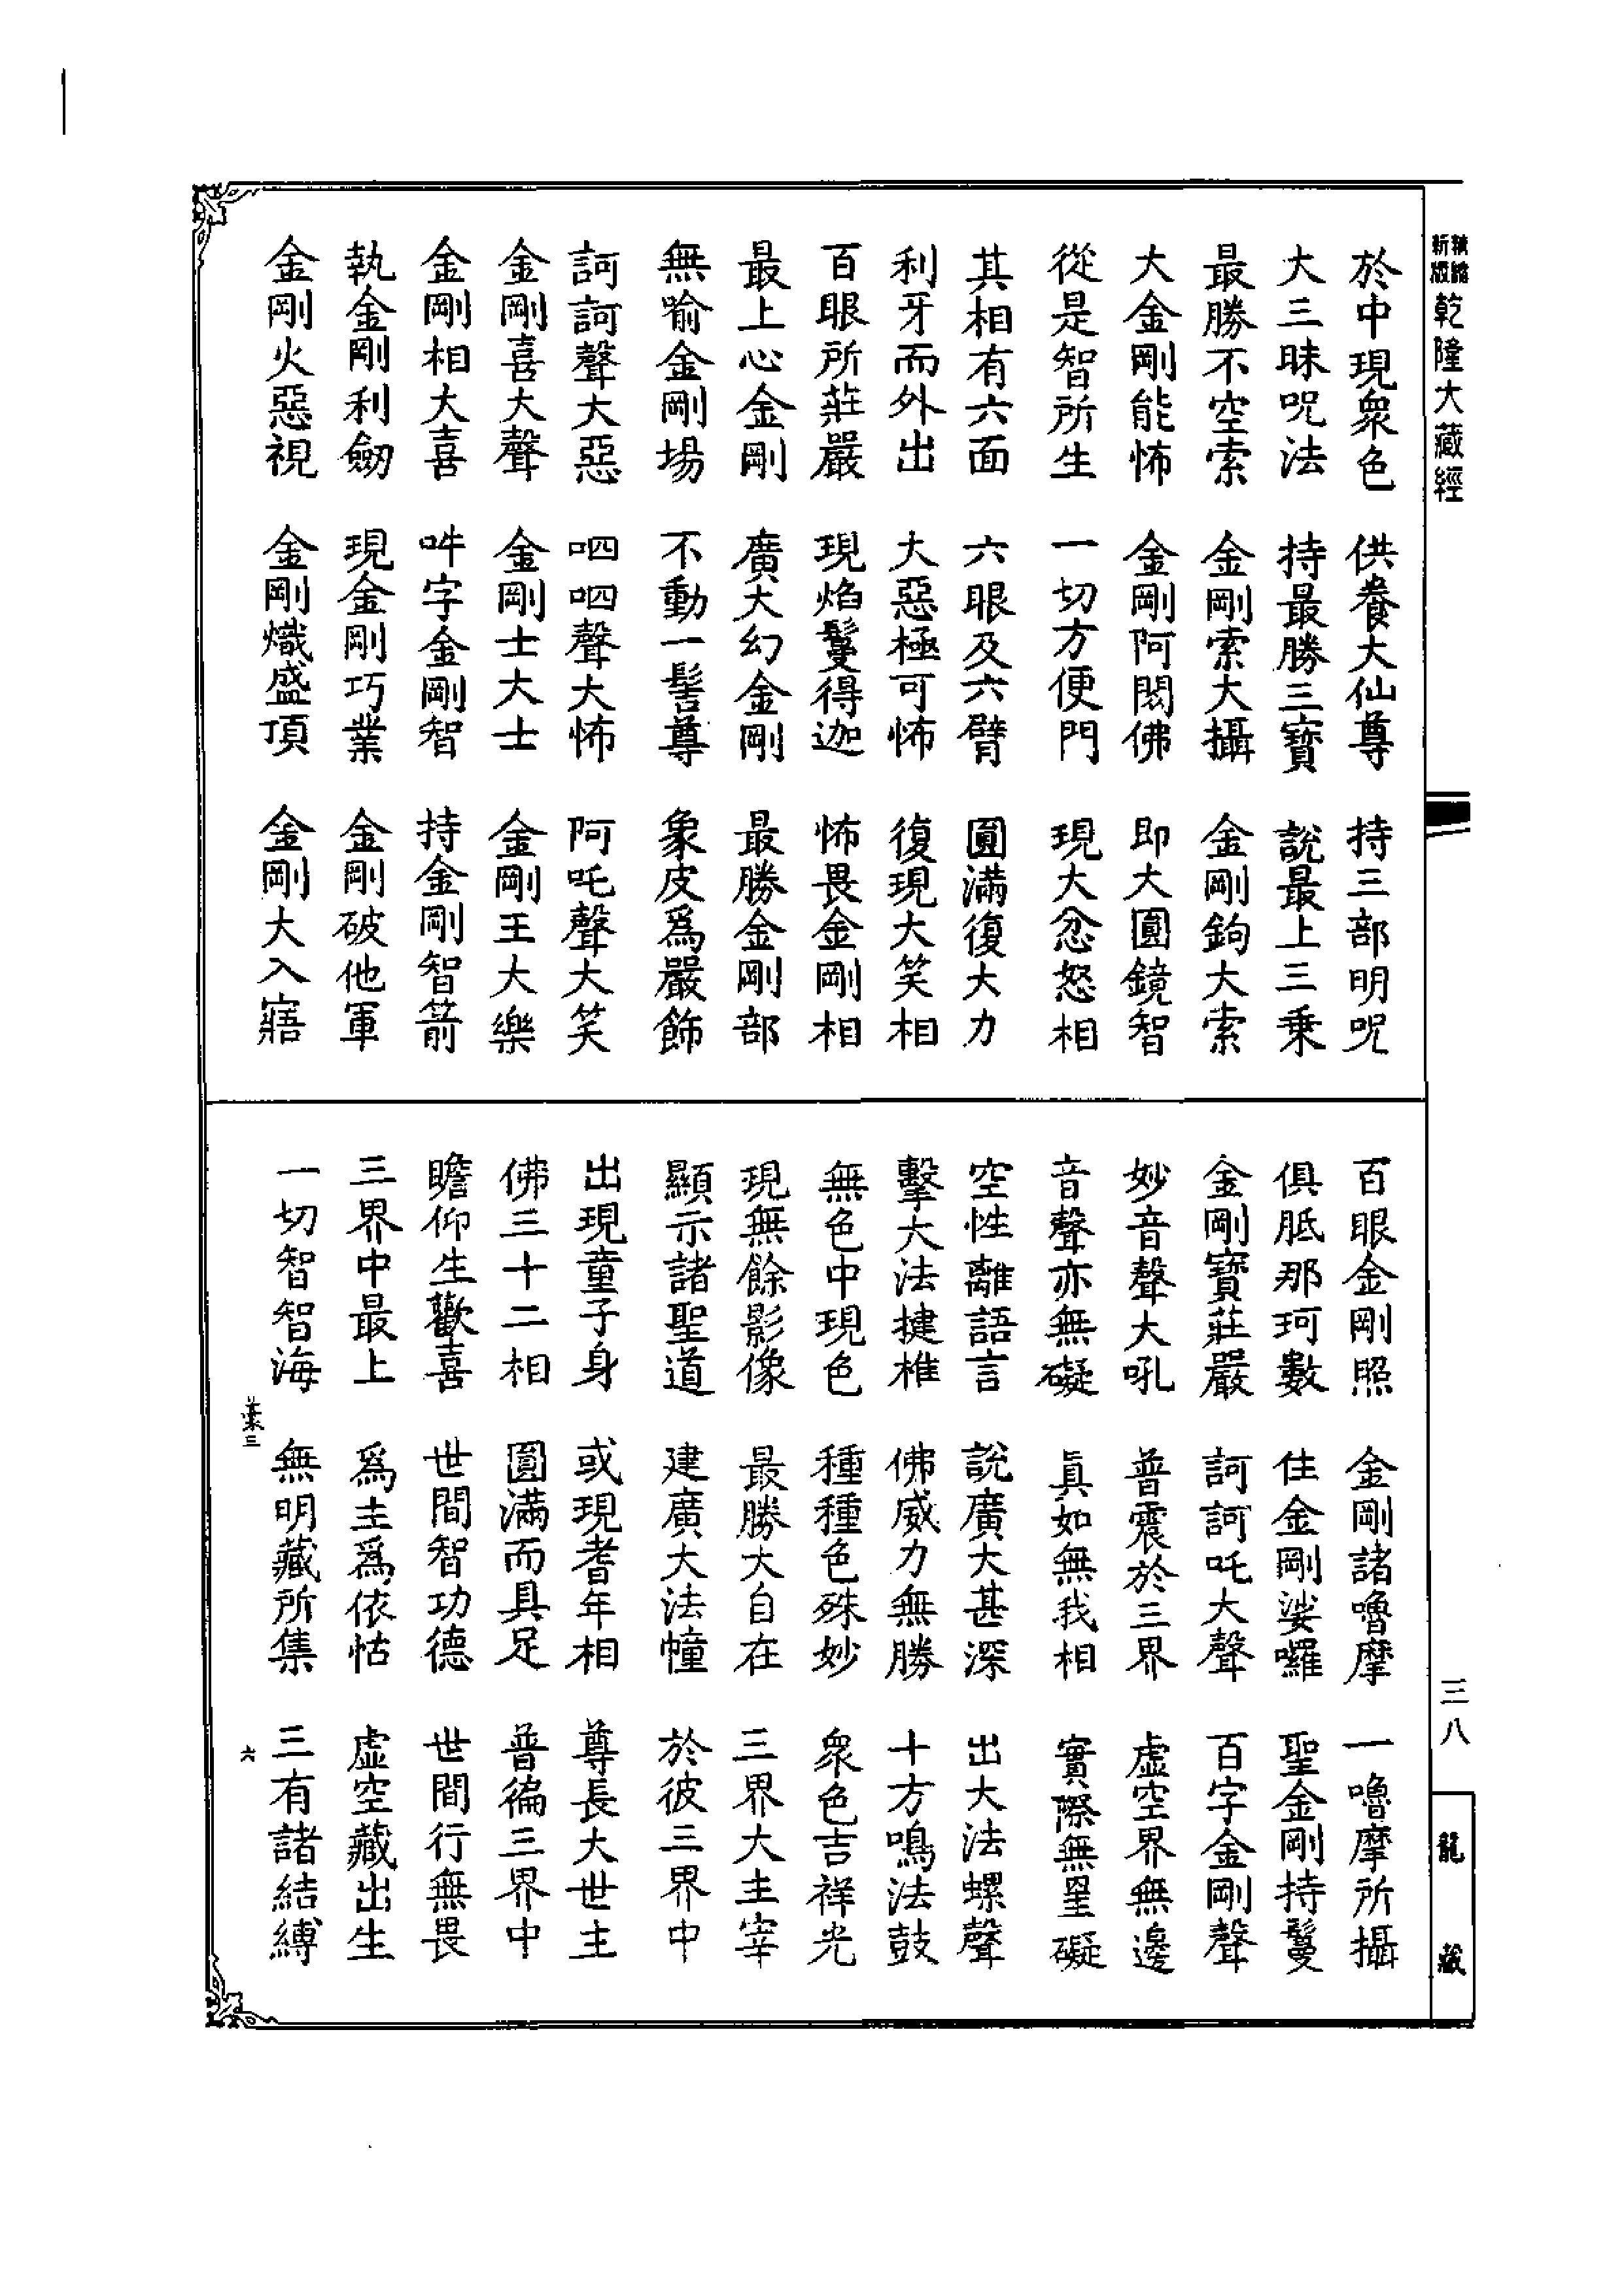 新版
乾隆大藏經
於中現衆色 供養大仙尊 持三部明呪
大三昧呪法 持最勝三寶 說最上三乘
最勝不空索 金剛索大攝 金剛鉤大索
大金剛能怖 金剛阿閦佛 即大圓鏡智
從是智所生 一切方便門 現大忿怒相
其相有六面 六眼及六臂 圓滿復大力
利牙而外出 大惡極可怖 復現大笑相
百眼所莊嚴 現焰鬘得迦 怖畏金剛相
最上心金剛 廣大幻金剛 最勝金剛部
無喻金剛場 不動一髻尊 象皮爲嚴飾
訶訶聲大惡 呬呬聲大怖 阿吒聲大笑
金剛喜大聲 金剛士大士 金剛王大樂
金剛相大喜 吽字金剛智 持金剛智箭
執金剛利劒 現金剛巧業 金剛破他軍
金剛火惡視 金剛熾盛頂 金剛大入寤
百眼金剛照 金剛諸嚕摩 一嚕摩所攝
俱胝那珂數 住金剛娑囉 聖金剛持鬘
金剛寶莊嚴 訶訶吒大聲 百字金剛聲
妙音聲大吼 普震於三界 虛空界無邊
音聲亦無礙 眞如無我相 實際無罣礙
空性離語言 說廣大甚深 出大法螺聲
擊大法揵椎 佛威力無勝 十方鳴法鼓
無色中現色 種種色殊妙 衆色吉祥光
現無餘影像 最勝大自在 三界大主宰
顯示諸聖道 建廣大法幢 於彼三界中
出現童子身 或現耆年相 尊長大世主
佛三十二相 圓滿而具足 普徧三界中
瞻仰生歡喜 世間智功德 世間行無畏
三界中最上 爲主爲依怙 虛空藏出生
一切智智海 無明藏所集 三有諸結縛
三
六
三八
龍藏